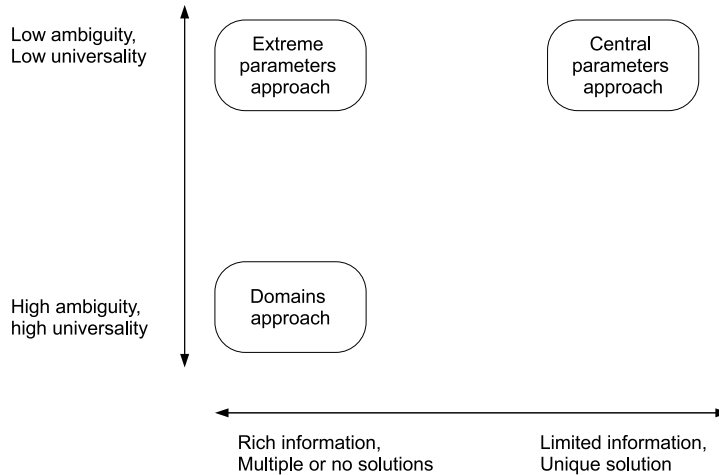 Low ambiguity,
Low universality
Extreme
parameters
approach
Central
parameters
approach
High ambiguity,
high universality
Domains
approach
Rich information,
Multiple or no solutions
Limited information,
Unique solution